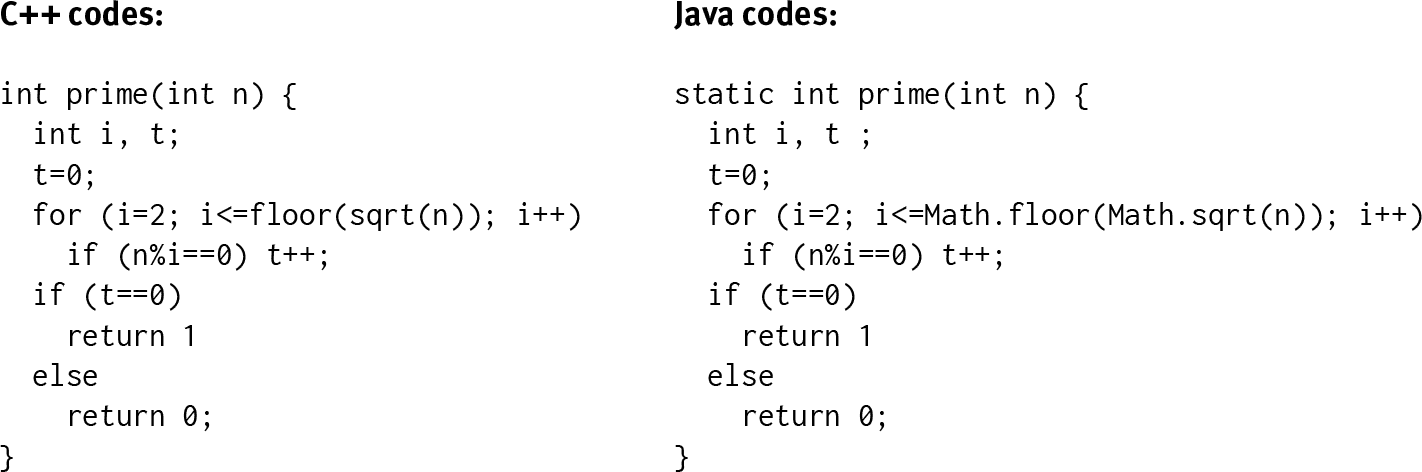 C++ codes:
int prime(int n) {
  int i, t;
  t=0;
  for (i=2; i<=floor(sqrt(n)); i++)
    if (n%i==0) t++;
  if (t==0)
    return 1
  else
    return 0;
}
Java codes:
static int prime(int n) {
  int i, t ;
  t=0;
  for (i=2; i<=Math.floor(Math.sqrt(n)); i++)
    if (n%i==0) t++;
  if (t==0)
    return 1
  else
    return 0;
}